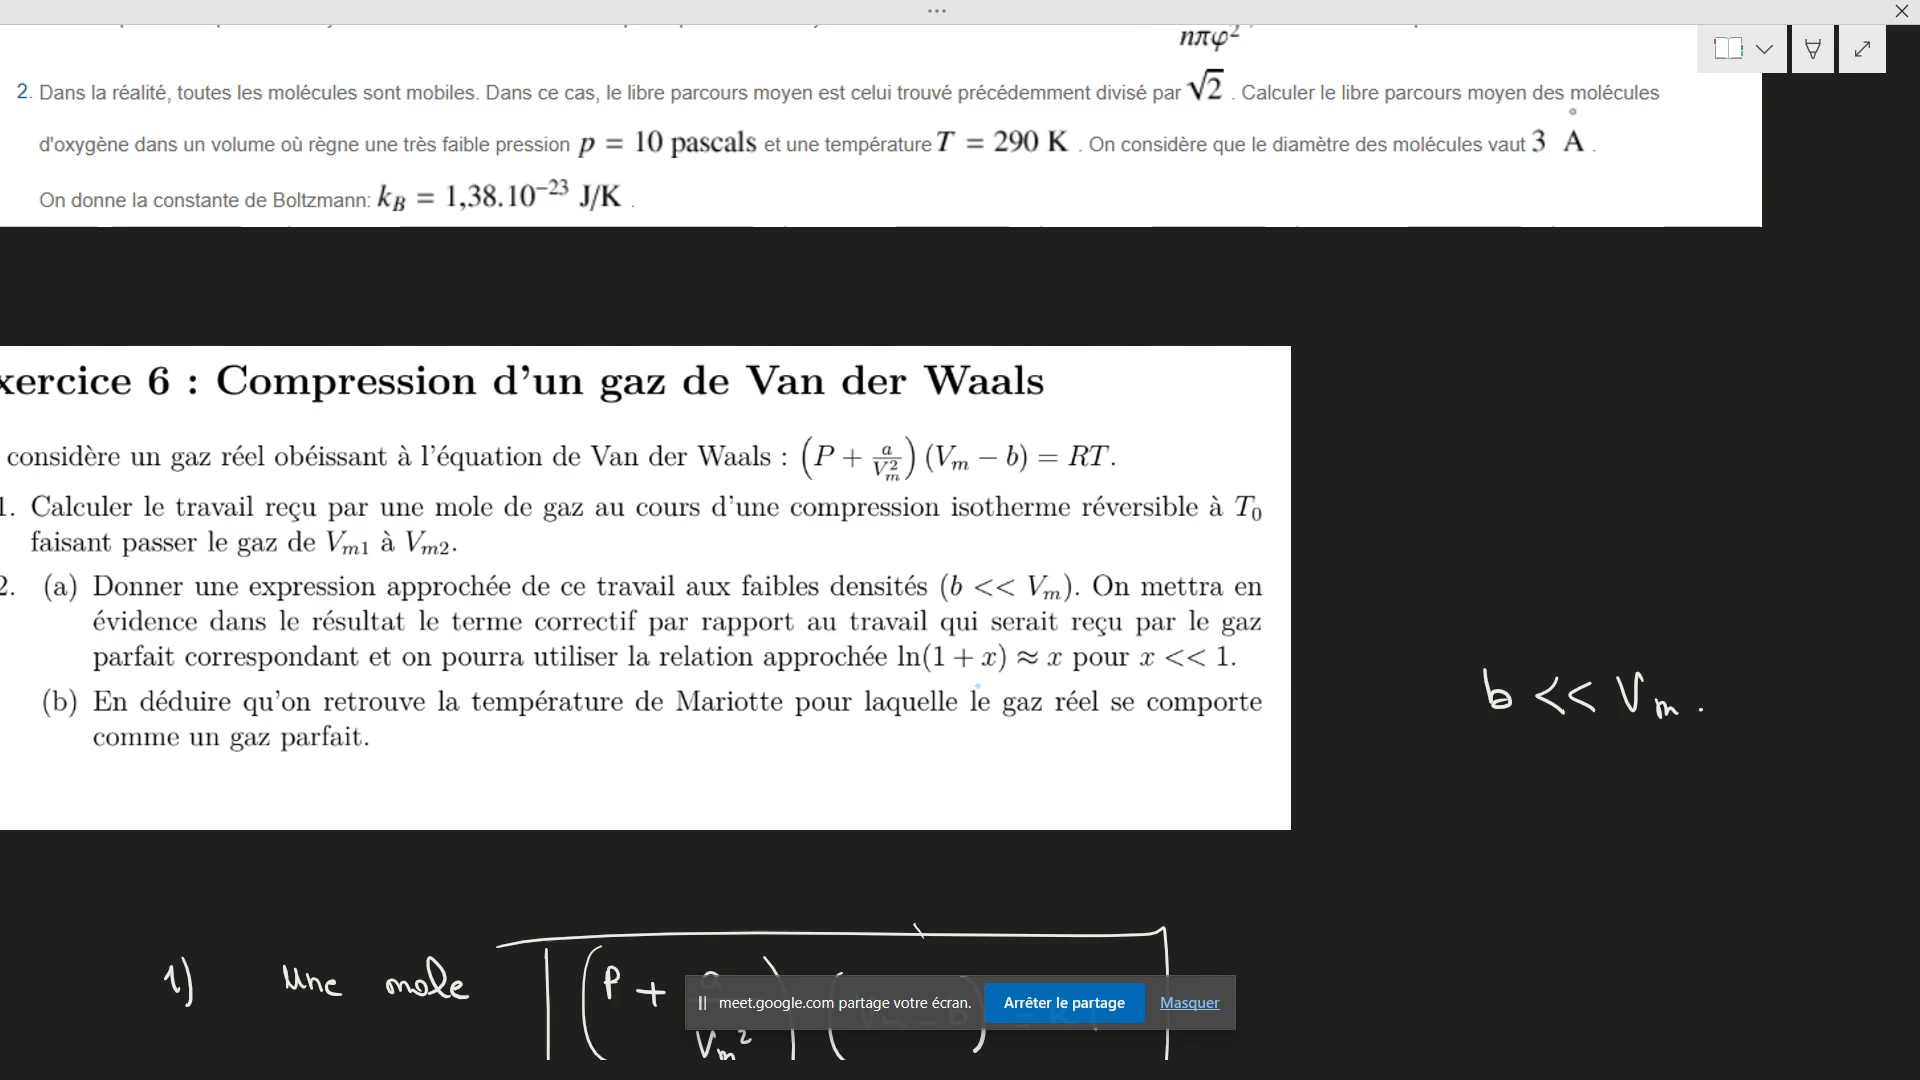 nπφ²
2. Dans la réalité, toutes les molécules sont mobiles. Dans ce cas, le libre parcours moyen est celui trouvé précédemment divisé par √2 . Calculer le libre parcours moyen des molécules
d'oxygène dans un volume où règne une très faible pression p = 10 pascals et une température T = 290 K . On considère que le diamètre des molécules vaut 3 Å .
On donne la constante de Boltzmann: k_B = 1,38.10⁻²³ J/K .
xercice 6 : Compression d'un gaz de Van der Waals
considère un gaz réel obéissant à l'équation de Van der Waals : (P + a/V_m²) (V_m − b) = RT.
1. Calculer le travail reçu par une mole de gaz au cours d'une compression isotherme réversible à T₀
faisant passer le gaz de V_m1 à V_m2.
2. (a) Donner une expression approchée de ce travail aux faibles densités (b << V_m). On mettra en
évidence dans le résultat le terme correctif par rapport au travail qui serait reçu par le gaz
parfait correspondant et on pourra utiliser la relation approchée ln(1 + x) ≈ x pour x << 1.
(b) En déduire qu'on retrouve la température de Mariotte pour laquelle le gaz réel se comporte
comme un gaz parfait.
b << V_m .
1) une mole (P + a/V_m²) (V_m − b)
meet.google.com partage votre écran. Arrêter le partage Masquer